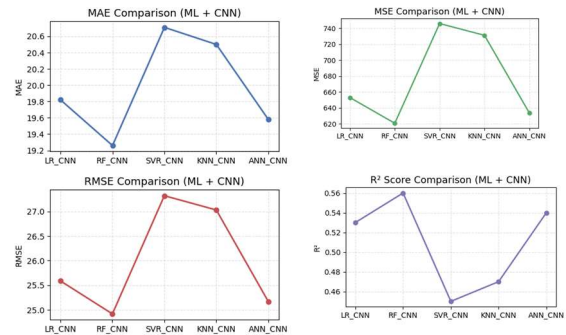 MAE Comparison (ML + CNN)
MAE
20.6
20.4
20.2
20.0
19.8
19.6
19.4
19.2
LR_CNN RF_CNN SVR_CNN KNN_CNN ANN_CNN
MSE Comparison (ML + CNN)
MSE
740
720
700
680
660
640
620
LR_CNN RF_CNN SVR_CNN KNN_CNN ANN_CNN
RMSE Comparison (ML + CNN)
RMSE
27.0
26.5
26.0
25.5
25.0
LR_CNN RF_CNN SVR_CNN KNN_CNN ANN_CNN
R² Score Comparison (ML + CNN)
R²
0.56
0.54
0.52
0.50
0.48
0.46
LR_CNN RF_CNN SVR_CNN KNN_CNN ANN_CNN